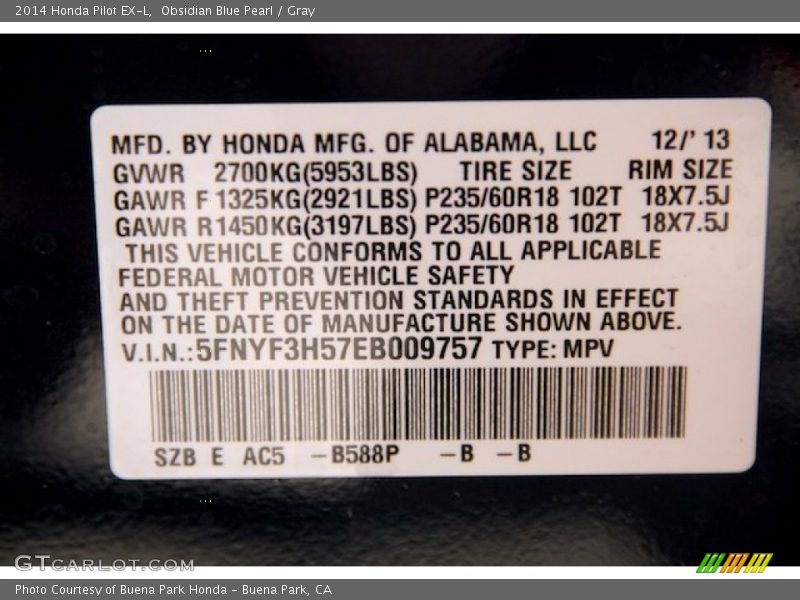 2014 Honda Pilot EX-L,  Obsidian Blue Pearl / Gray
MFD. BY HONDA MFG. OF ALABAMA, LLC 12/' 13
GVWR 2700KG(5953LBS) TIRE SIZE RIM SIZE
GAWR F 1325KG(2921LBS) P235/60R18 102T 18X7.5J
GAWR R1450KG(3197LBS) P235/60R18 102T 18X7.5J
THIS VEHICLE CONFORMS TO ALL APPLICABLE
FEDERAL MOTOR VEHICLE SAFETY
AND THEFT PREVENTION STANDARDS IN EFFECT
ON THE DATE OF MANUFACTURE SHOWN ABOVE.
V.I.N.:5FNYF3H57EB009757 TYPE: MPV
SZB E AC5 -B588P -B -B
GTCARLOT.COM
Photo Courtesy of Buena Park Honda - Buena Park, CA